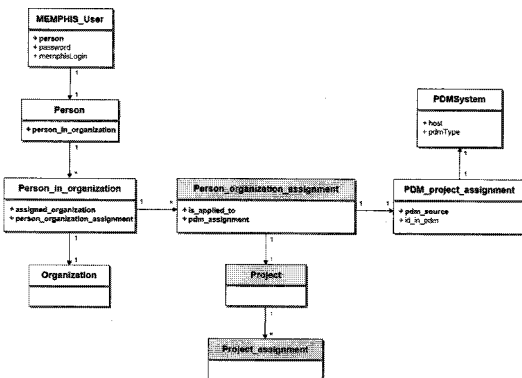 MEMPHIS_User
+ person
+ password
+ memphisLogin
1
1
Person
+ person_in_organization
1
*
Person_in_organization
+ assigned_organization
+ person_organization_assignment
1
*
Person_organization_assignment
+ is_applied_to
+ pdm_assignment
1
1
PDM_project_assignment
+ pdm_source
+ id_in_pdm
1
1
PDMSystem
+ host
+ pdmType
1
1
Organization
1
1
Project
1
*
Project_assignment